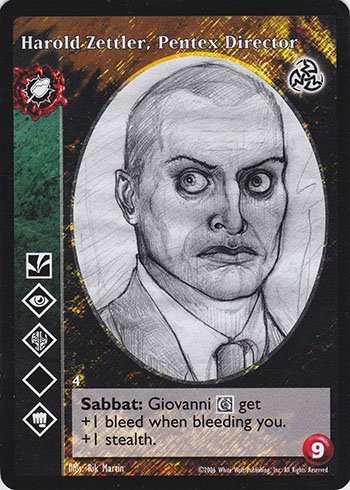 Harold Zettler, Pentex Director
4
Sabbat: Giovanni get
+1 bleed when bleeding you.
+1 stealth.
9
Illus: Rik Martin
©2006 White Wolf Publishing, Inc. All Rights Reserved